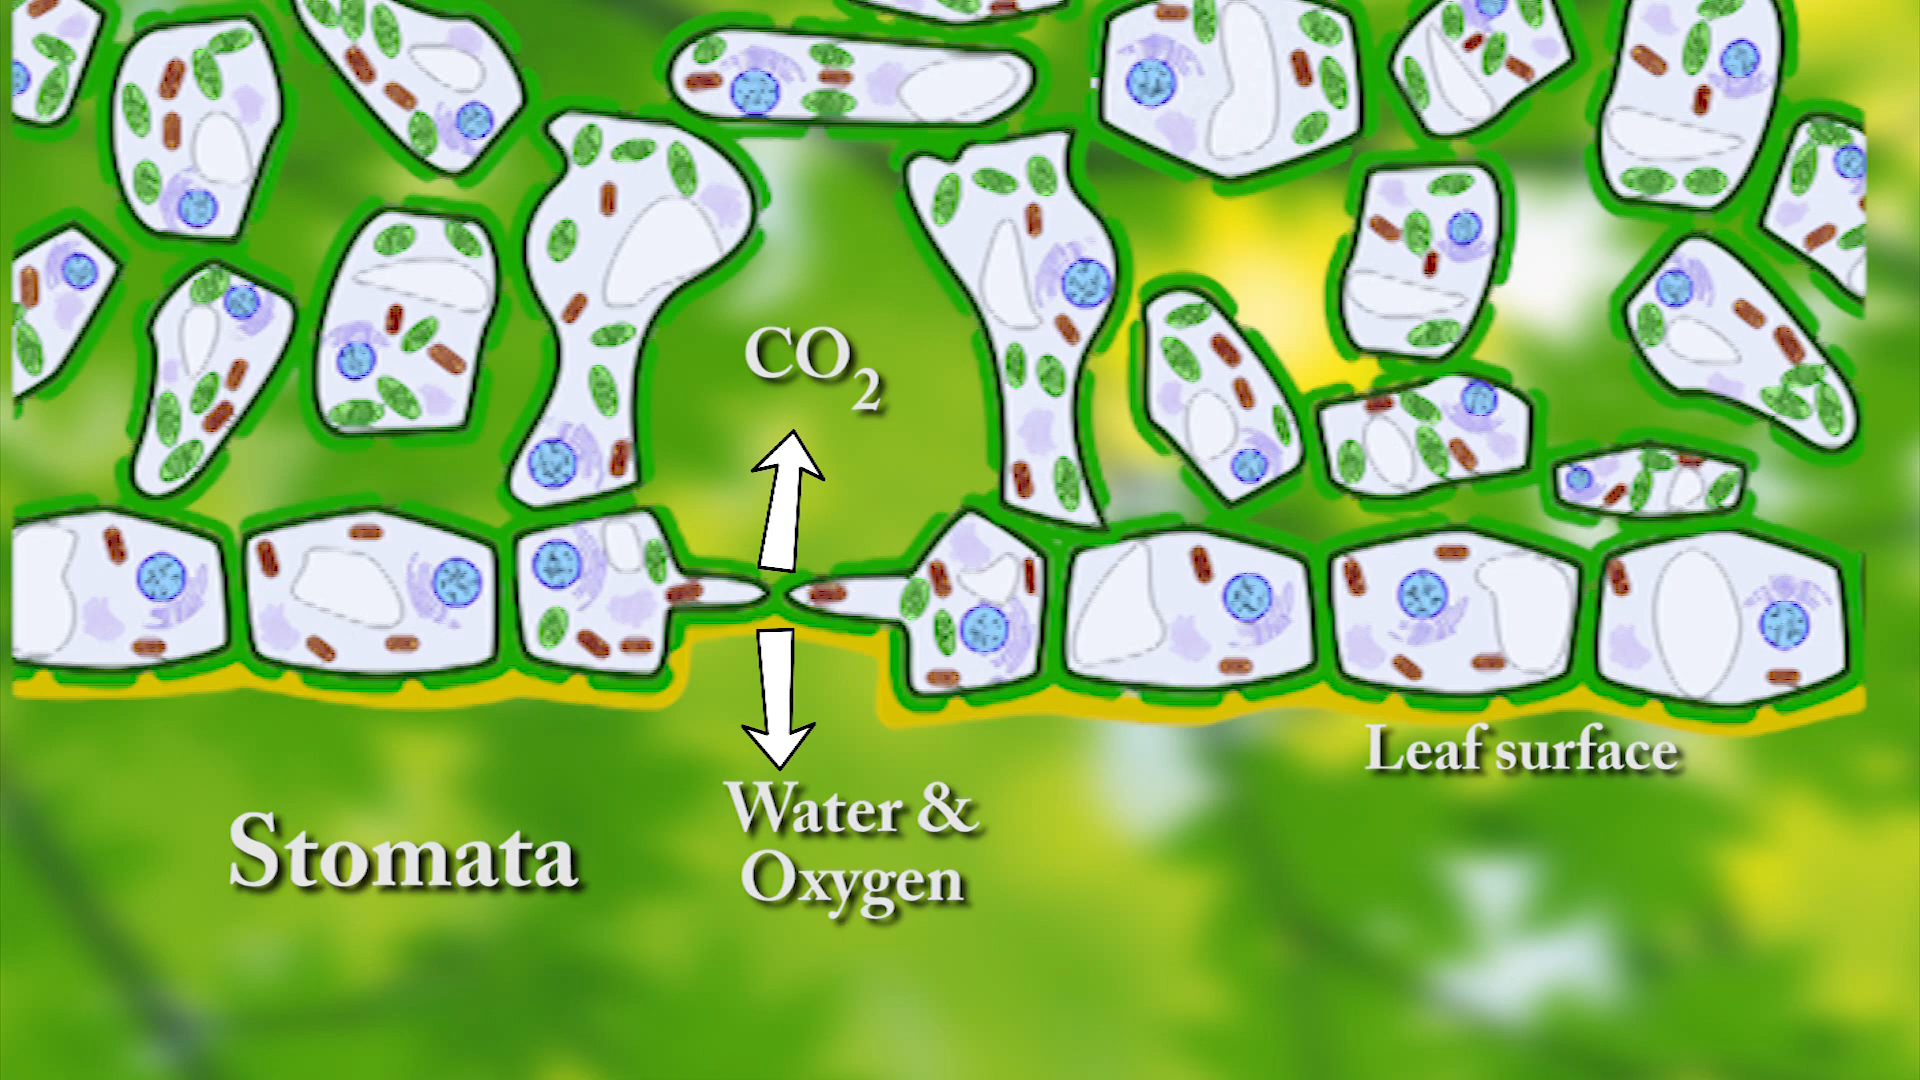 CO₂
Leaf surface
Water &
Oxygen
Stomata